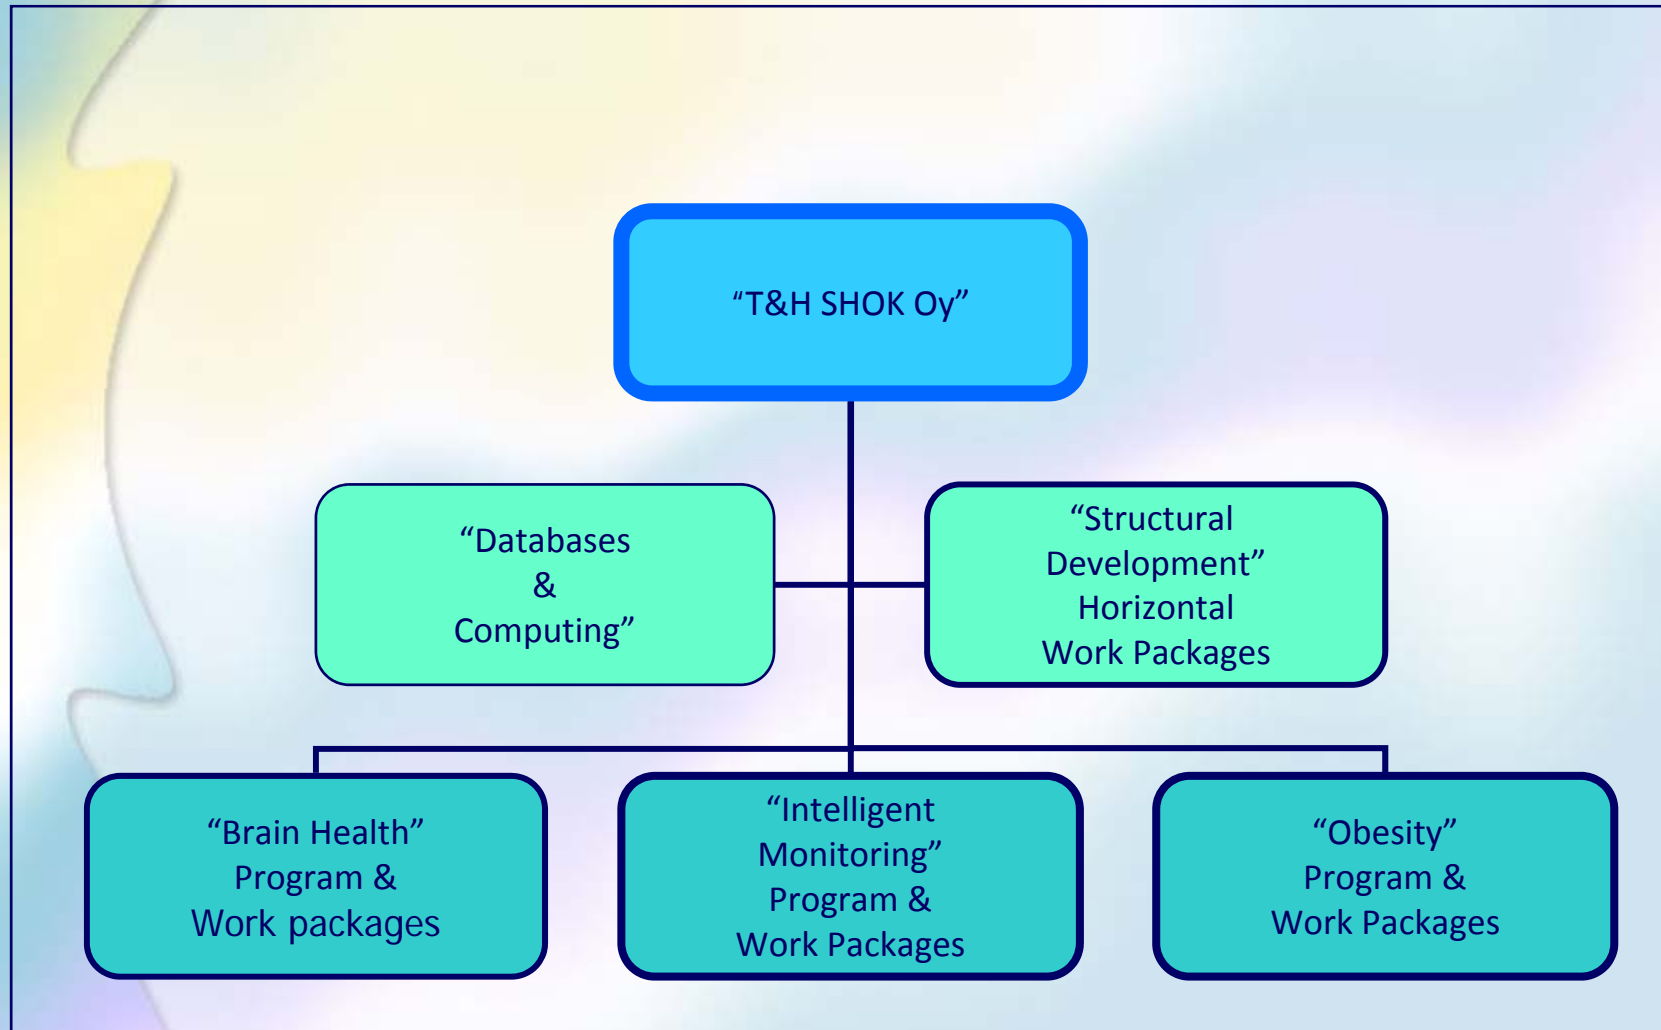 “T&H SHOK Oy”
“Databases
&
Computing”
“Structural
Development”
Horizontal
Work Packages
“Brain Health”
Program &
Work packages
“Intelligent
Monitoring”
Program &
Work Packages
“Obesity”
Program &
Work Packages